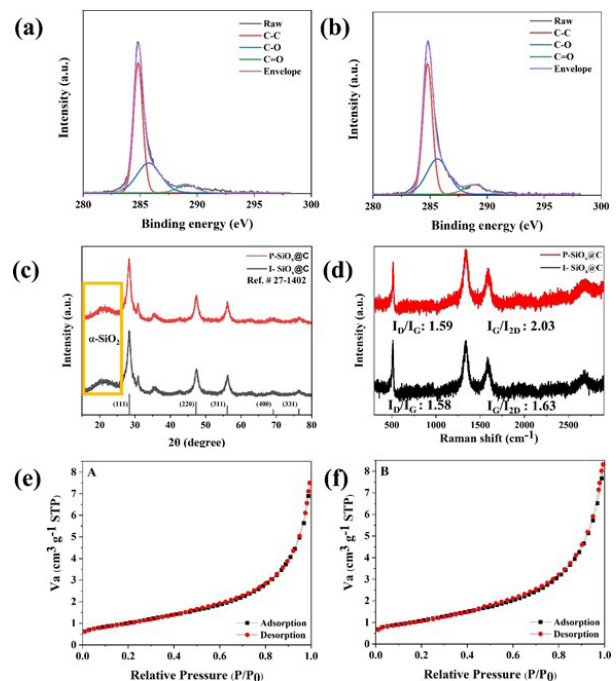 (a)
Raw
C-C
C-O
C=O
Envelope
Intensity (a.u.)
280 285 290 295 300
Binding energy (eV)
(b)
Raw
C-C
C-O
C=O
Envelope
Intensity (a.u.)
280 285 290 295 300
Binding energy (eV)
(c)
P-SiOx@C
I- SiOx@C
Ref. # 27-1402
α-SiO2
Intensity (a.u.)
(111) (220) (311) (400) (331)
20 30 40 50 60 70 80
2θ (degree)
(d)
P-SiOx@C
I-SiOx@C
ID/IG: 1.59 IG/I2D: 2.03
ID/IG: 1.58 IG/I2D: 1.63
Intensity (a.u.)
500 1000 1500 2000 2500
Raman shift (cm-1)
(e)
A
8
7
6
5
4
3
2
1
0
Va (cm3 g-1 STP)
Adsorption
Desorption
0.0 0.2 0.4 0.6 0.8 1.0
Relative Pressure (P/P0)
(f)
B
8
7
6
5
4
3
2
1
0
Va (cm3 g-1 STP)
Adsorption
Desorption
0.0 0.2 0.4 0.6 0.8 1.0
Relative Pressure (P/P0)